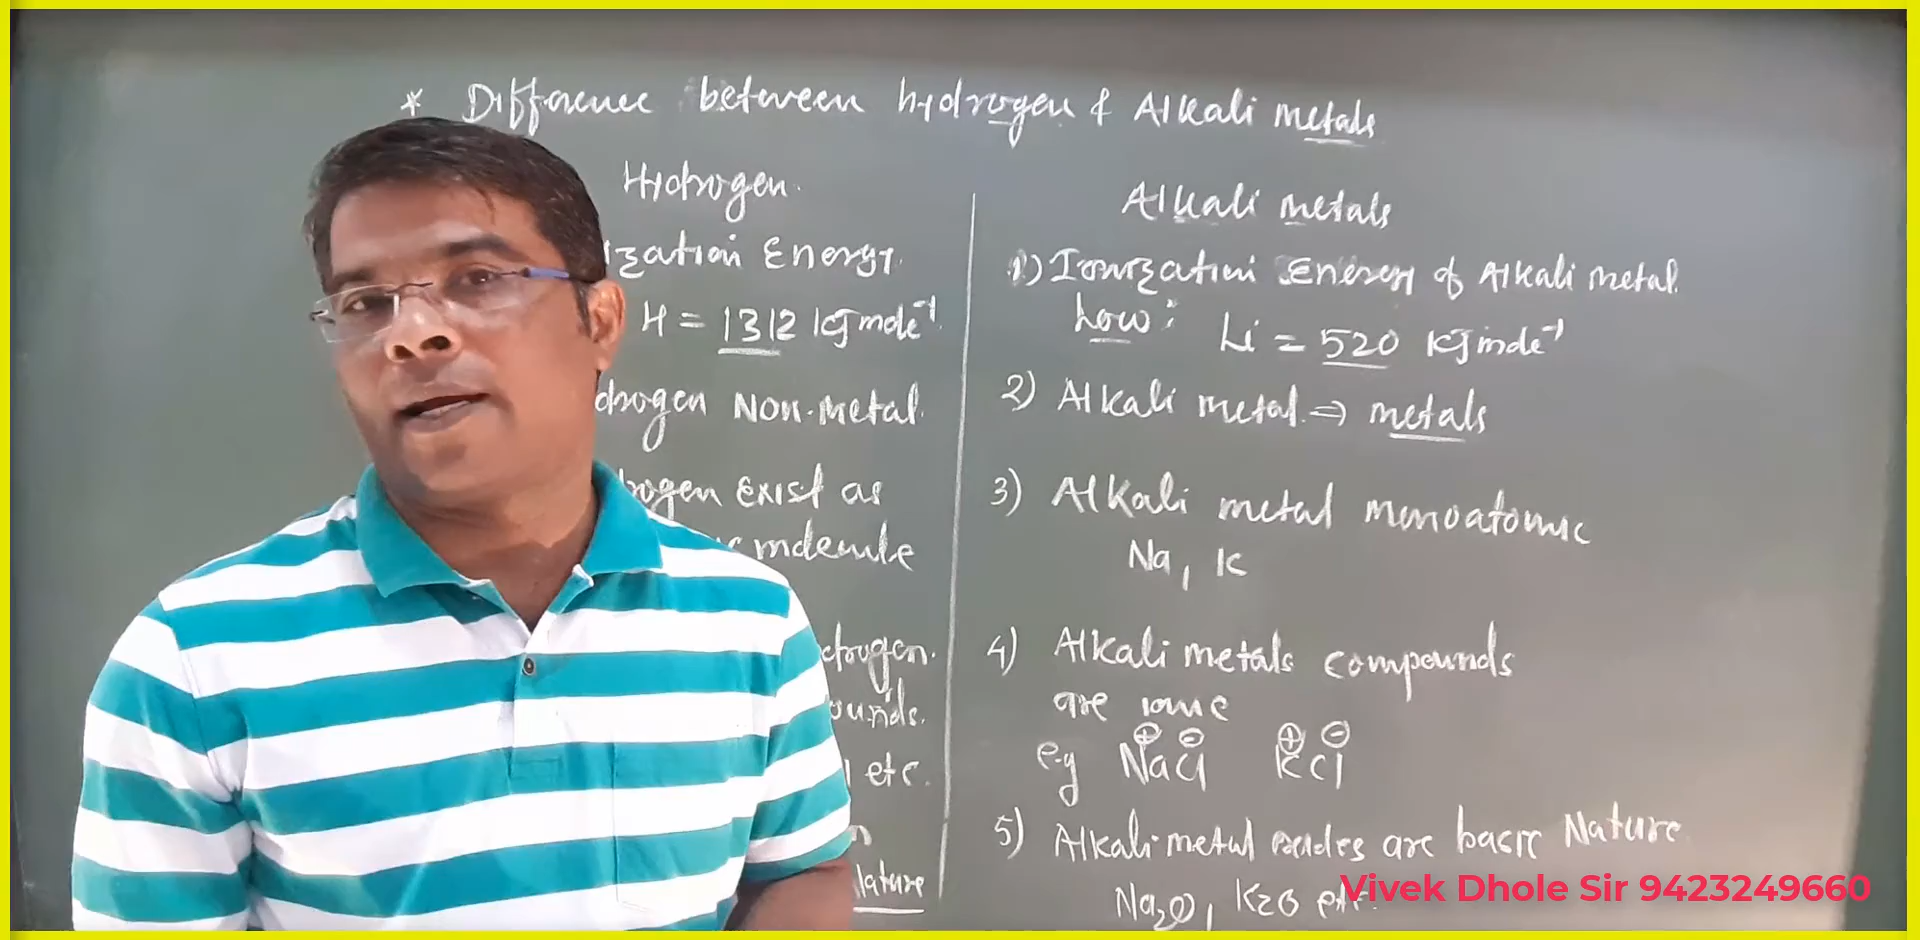 * Difference between hydrogen & Alkali metals
Hydrogen.
ization Energy.
H = 1312 kJ mole⁻¹.
drogen Non-Metal.
rogen Exist as
molecule
drogen.
ounds.
etc.
Nature
Alkali metals
1) Ionization Energy of Alkali metal.
Low; Li = 520 kJ mole⁻¹
2) Alkali metal ⇒ metals
3) Alkali metal monoatomic
Na, K
4) Alkali metals compounds
are ionic
⊕ ⊖ ⊕ ⊖
e.g NaCl KCl
5) Alkali metal oxides are basic Nature
Na₂O, K₂O etc.
Vivek Dhole Sir 9423249660